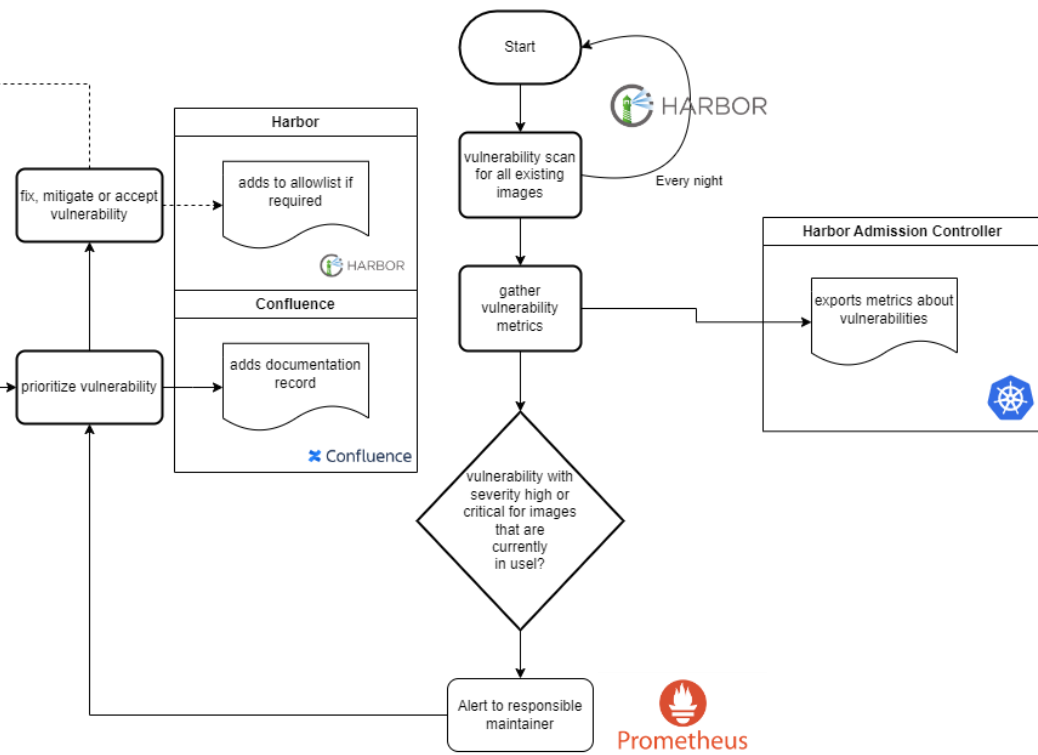 Start
HARBOR
vulnerability scan
for all existing
images
Every night
Harbor
adds to allowlist if
required
HARBOR
fix, mitigate or accept
vulnerability
Harbor Admission Controller
exports metrics about
vulnerabilities
gather
vulnerability
metrics
Confluence
adds documentation
record
Confluence
prioritize vulnerability
vulnerability with
severity high or
critical for images
that are
currently
in usel?
Alert to responsible
maintainer
Prometheus